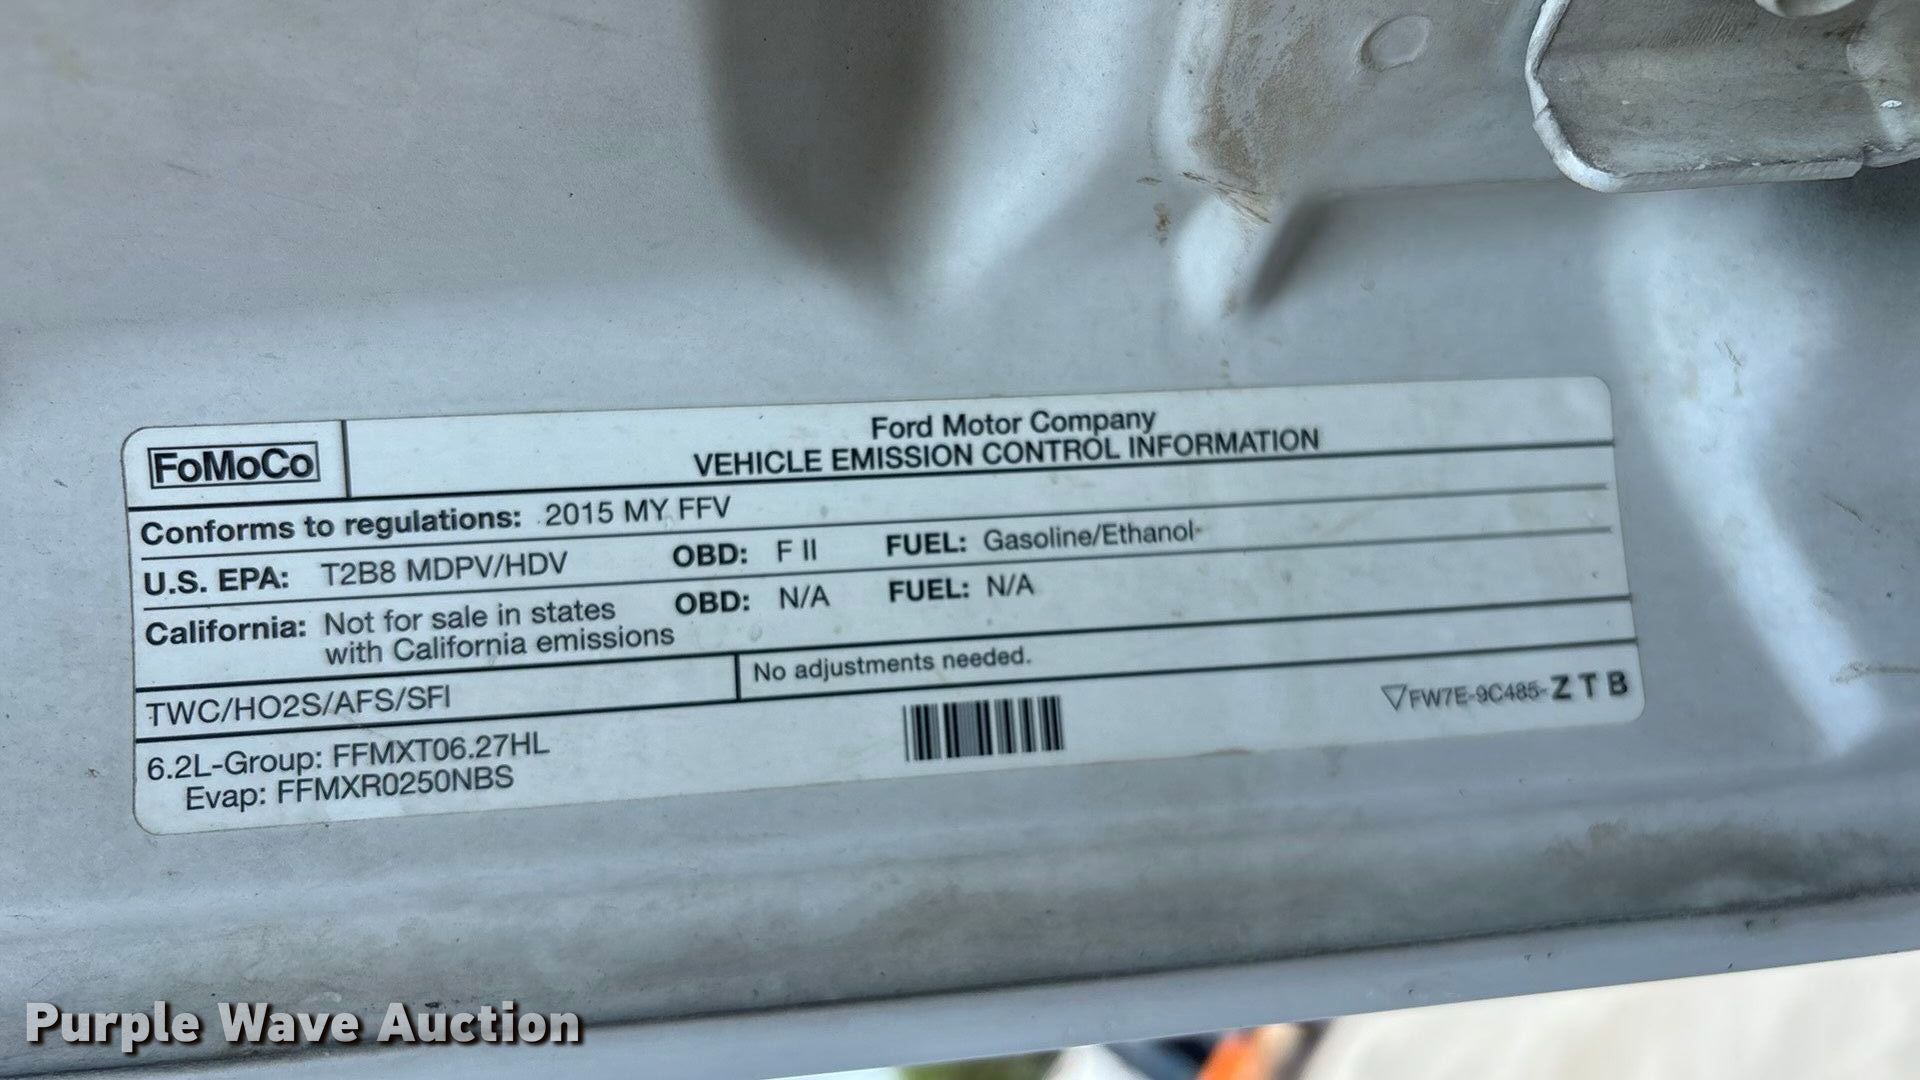 FoMoCo
Ford Motor Company
VEHICLE EMISSION CONTROL INFORMATION
Conforms to regulations: 2015 MY FFV
U.S. EPA: T2B8 MDPV/HDV OBD: F II FUEL: Gasoline/Ethanol
California: Not for sale in states OBD: N/A FUEL: N/A
with California emissions
TWC/HO2S/AFS/SFI No adjustments needed.
6.2L-Group: FFMXT06.27HL
Evap: FFMXR0250NBS
FW7E-9C485-ZTB
Purple Wave Auction